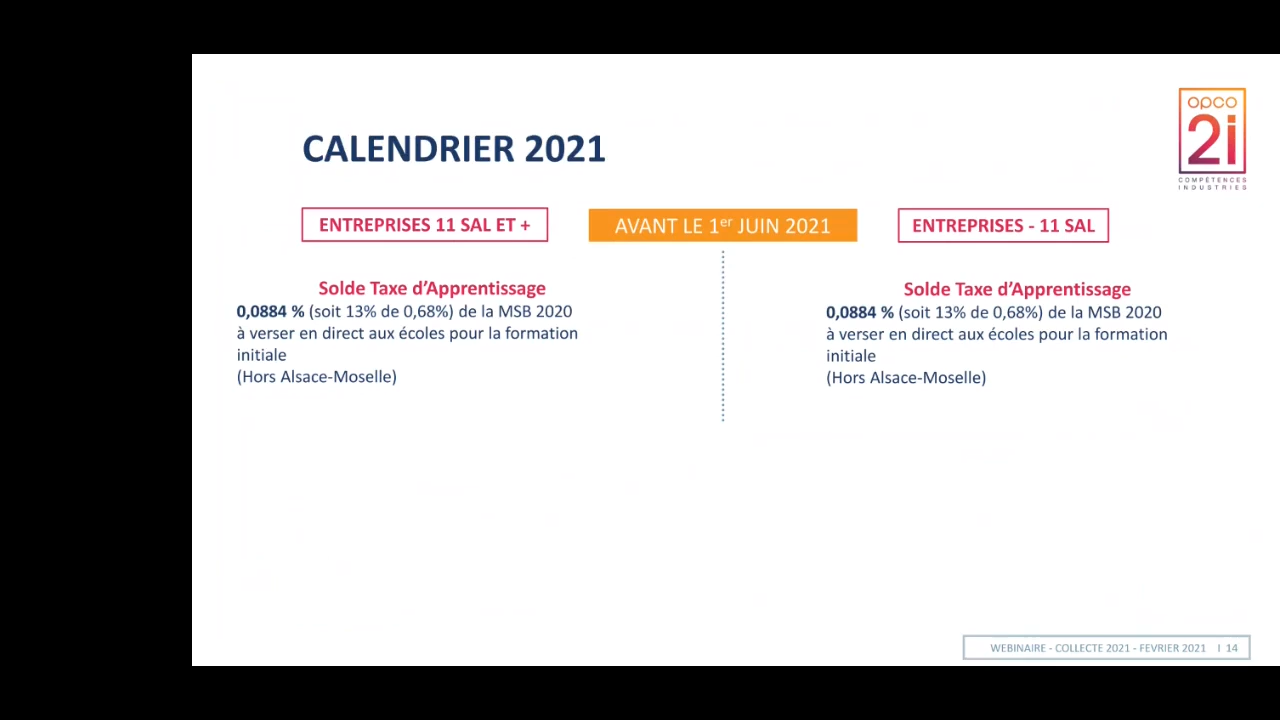 opco
2i
COMPÉTENCES
INDUSTRIES
CALENDRIER 2021
ENTREPRISES 11 SAL ET +
AVANT LE 1er JUIN 2021
ENTREPRISES - 11 SAL
Solde Taxe d’Apprentissage
0,0884 % (soit 13% de 0,68%) de la MSB 2020
à verser en direct aux écoles pour la formation
initiale
(Hors Alsace-Moselle)
Solde Taxe d’Apprentissage
0,0884 % (soit 13% de 0,68%) de la MSB 2020
à verser en direct aux écoles pour la formation
initiale
(Hors Alsace-Moselle)
WEBINAIRE - COLLECTE 2021 - FEVRIER 2021 I 14